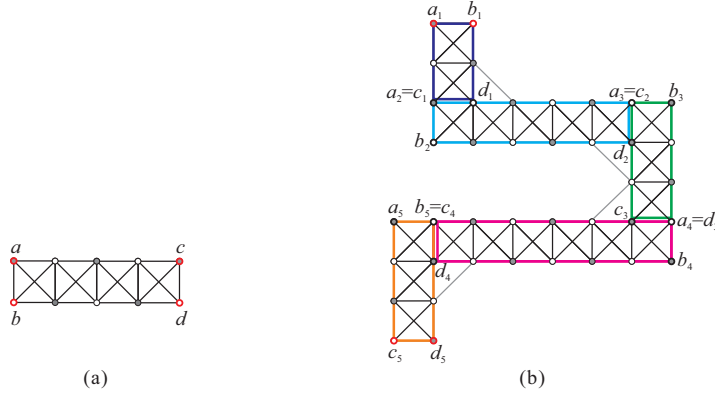 a₁ b₁
a₂=c₁ d₁ a₃=c₂ b₃
b₂ d₂
a₅ b₅=c₄ c₃ a₄=d₃
a c d₄ b₄
b d
c₅ d₅
(a) (b)